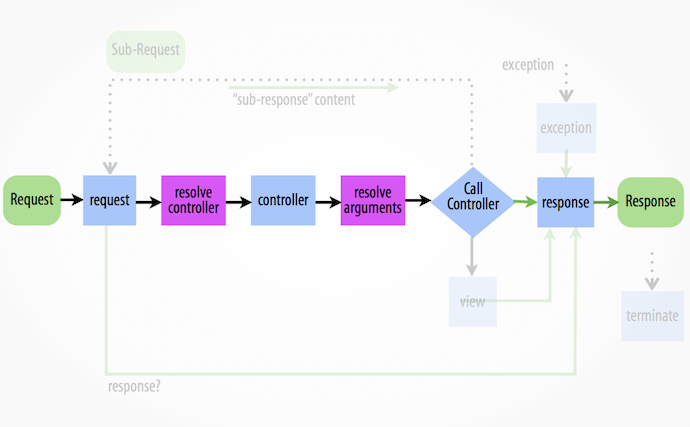 Sub-Request
exception
“sub-response” content
exception
Request
request
resolve
controller
controller
resolve
arguments
Call
Controller
response
Response
view
terminate
response?